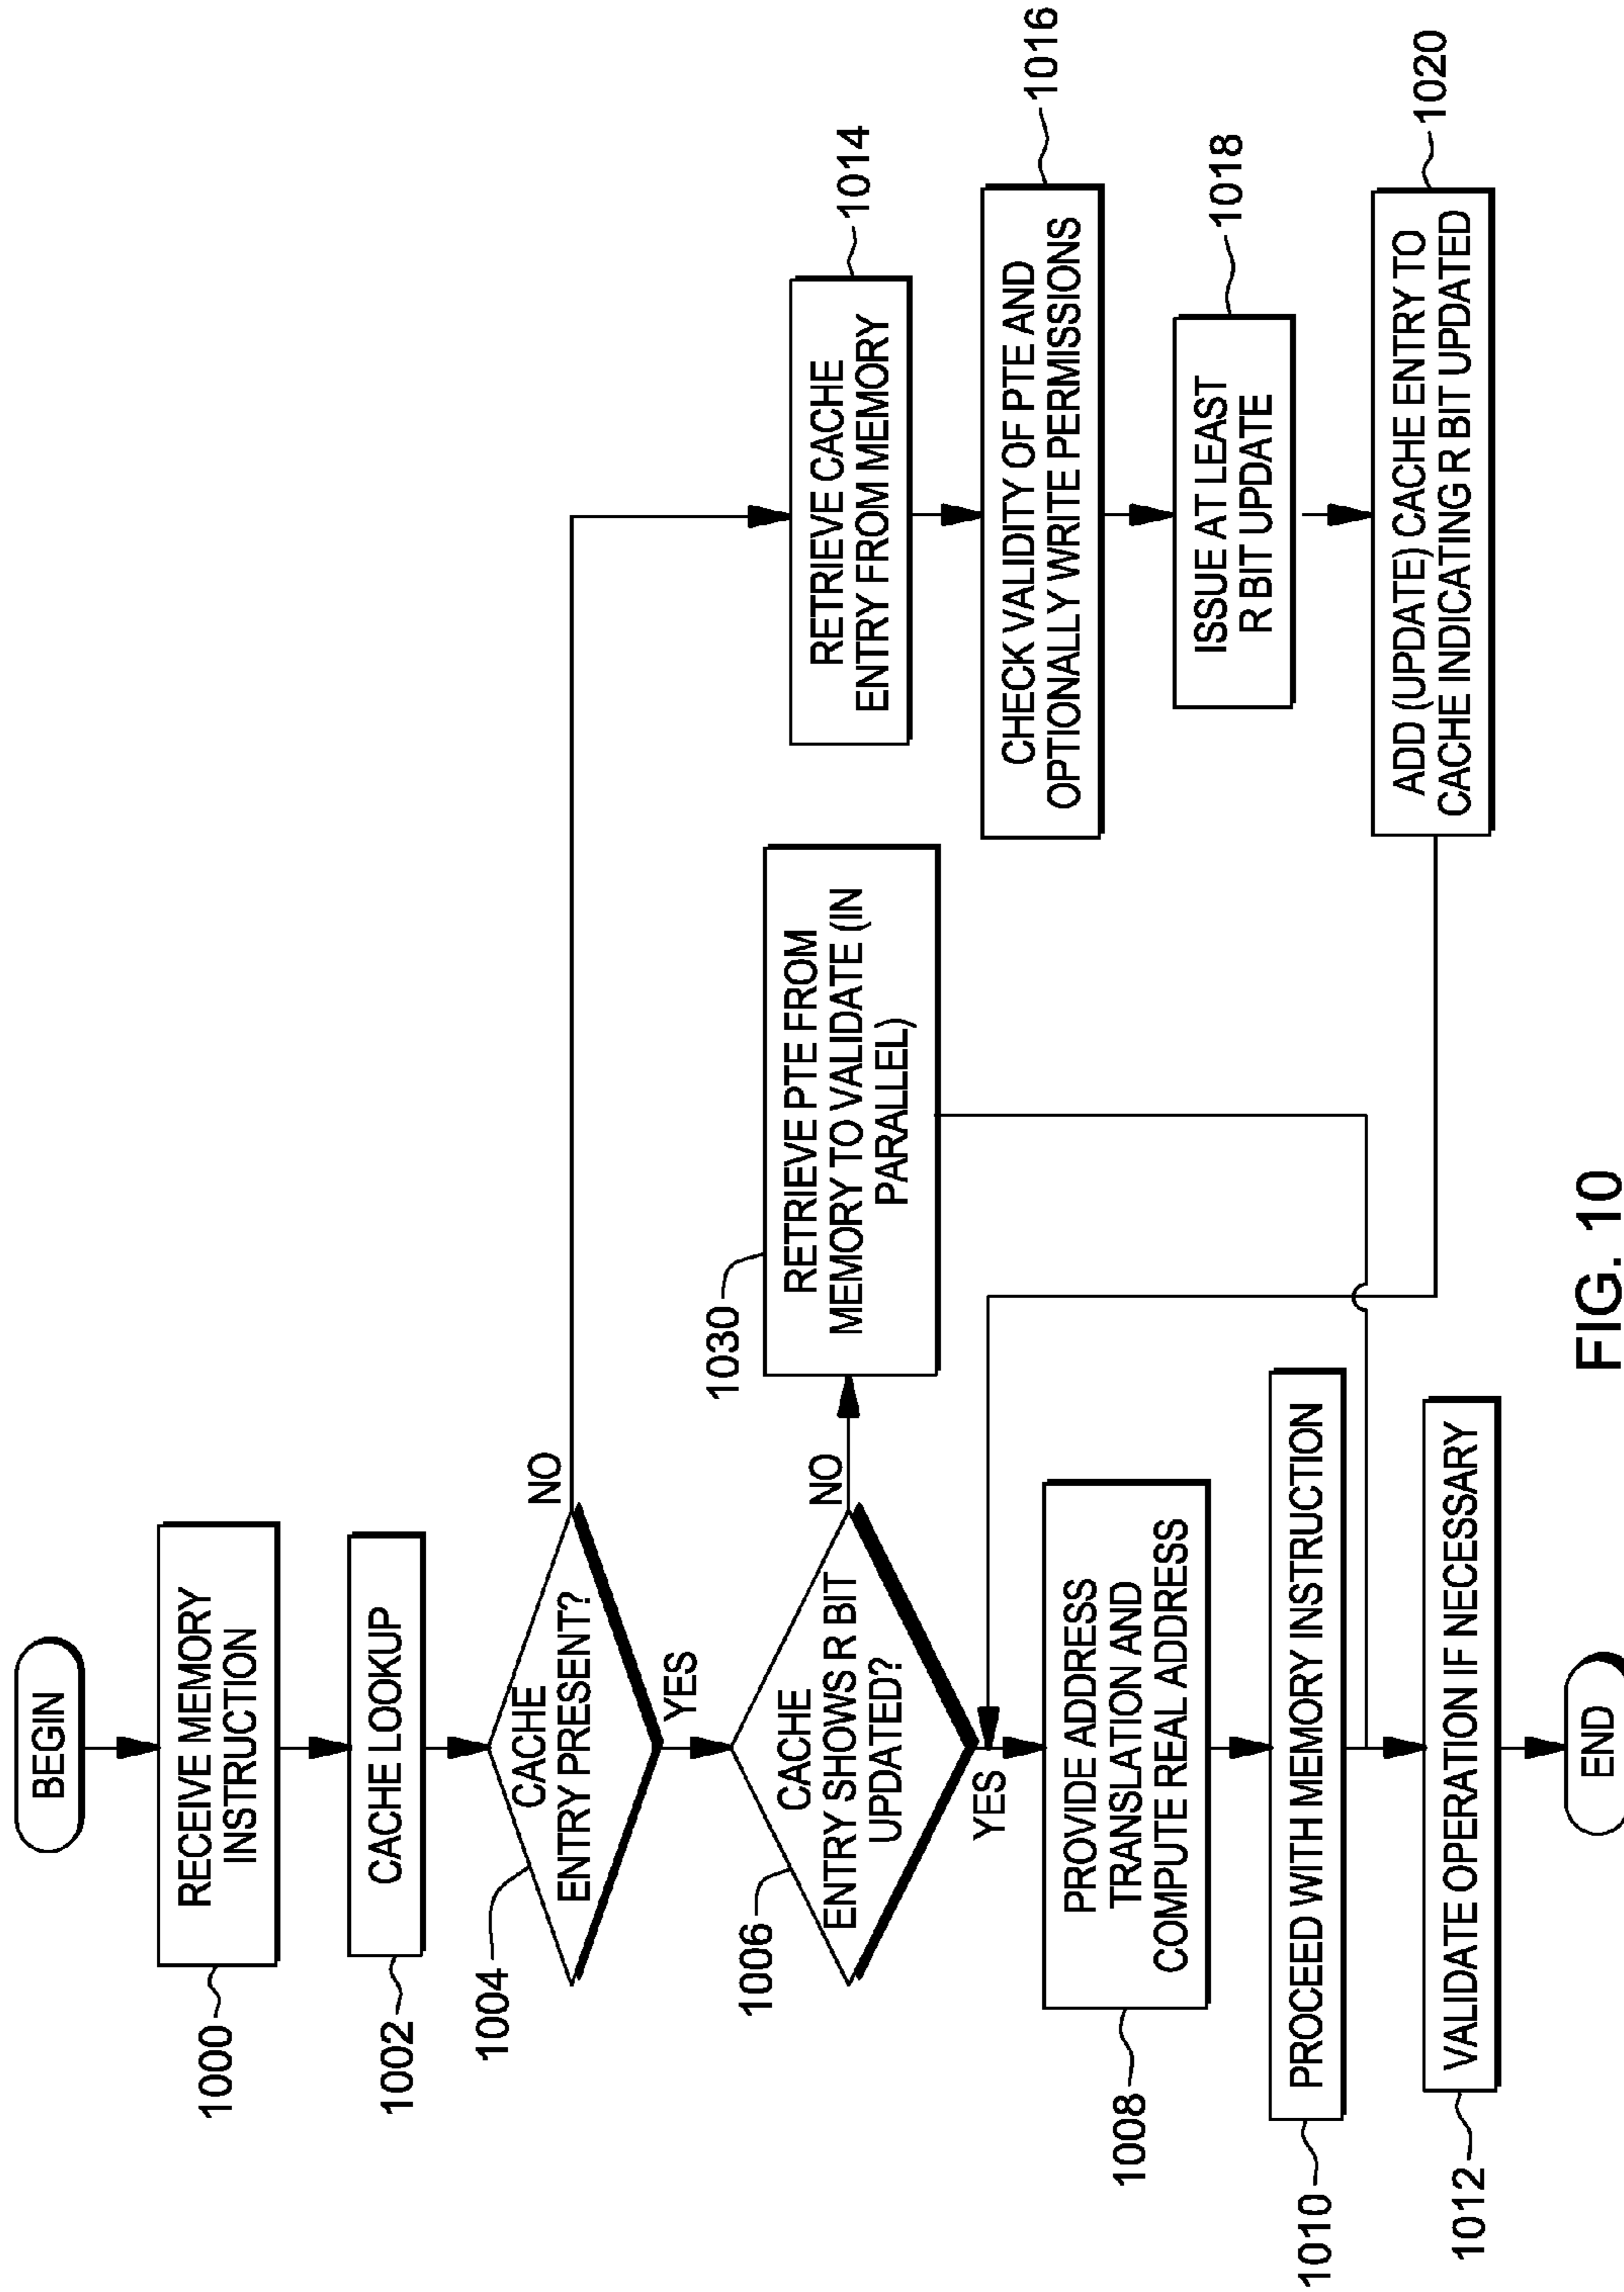 BEGIN
RECEIVE MEMORY
INSTRUCTION
1000
CACHE LOOKUP
1002
CACHE
ENTRY PRESENT?
1004
NO
YES
CACHE
ENTRY SHOWS R BIT
UPDATED?
1006
NO
YES
RETRIEVE PTE FROM
MEMORY TO VALIDATE (IN
PARALLEL)
1030
PROVIDE ADDRESS
TRANSLATION AND
COMPUTE REAL ADDRESS
1008
PROCEED WITH MEMORY INSTRUCTION
1010
VALIDATE OPERATION IF NECESSARY
1012
END
RETRIEVE CACHE
ENTRY FROM MEMORY
1014
CHECK VALIDITY OF PTE AND
OPTIONALLY WRITE PERMISSIONS
1016
ISSUE AT LEAST
R BIT UPDATE
1018
ADD (UPDATE) CACHE ENTRY TO
CACHE INDICATING R BIT UPDATED
1020
FIG. 10